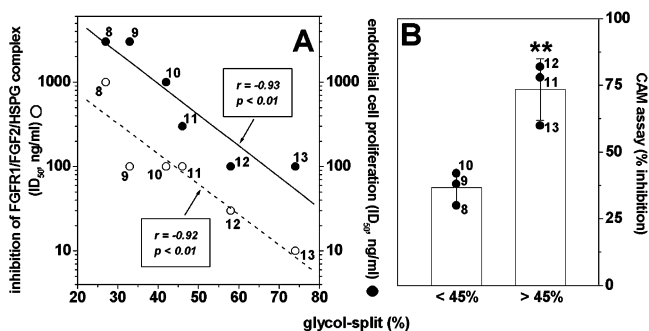 A
inhibition of FGFR1/FGF2/HSPG complex
(ID50, ng/ml)
1000
100
10
8
9
10
11
12
13
r = -0.93
p < 0.01
8
9
10
11
12
13
r = -0.92
p < 0.01
20 30 40 50 60 70 80
glycol-split (%)
1000
100
10
endothelial cell proliferation (ID50, ng/ml)
B
**
12
11
13
10
9
8
< 45% > 45%
100
75
50
25
0
CAM assay (% inhibition)